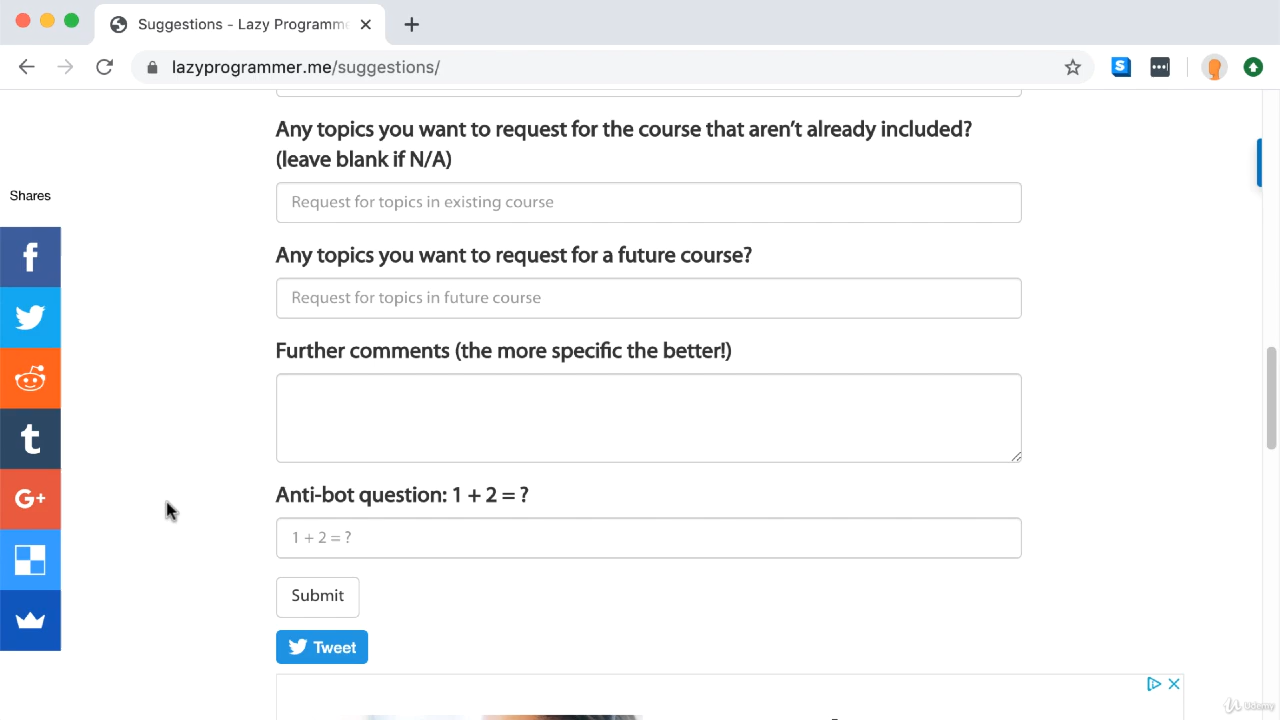 Suggestions - Lazy Programme
lazyprogrammer.me/suggestions/
Any topics you want to request for the course that aren't already included?
(leave blank if N/A)
Shares
Request for topics in existing course
Any topics you want to request for a future course?
Request for topics in future course
Further comments (the more specific the better!)
Anti-bot question: 1 + 2 = ?
1 + 2 = ?
Submit
Tweet
Udemy